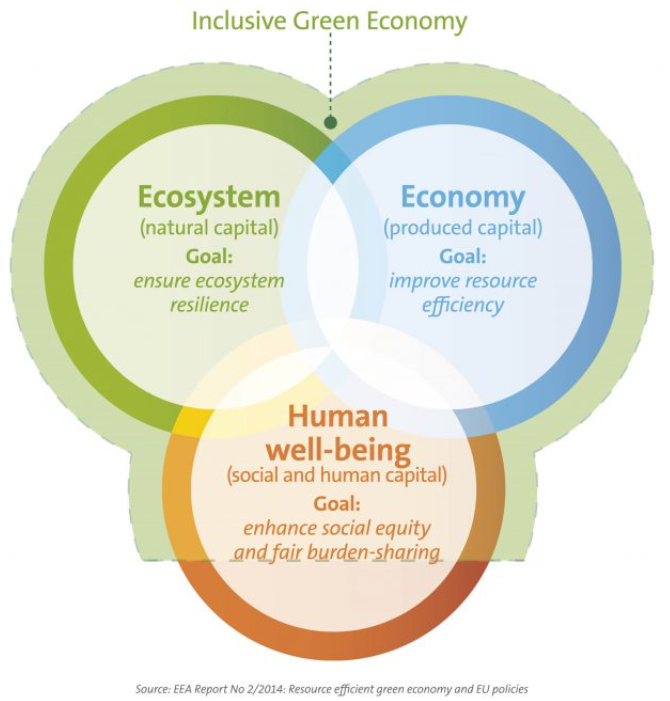 Inclusive Green Economy
Ecosystem
(natural capital)
Goal:
ensure ecosystem
resilience
Economy
(produced capital)
Goal:
improve resource
efficiency
Human
well-being
(social and human capital)
Goal:
enhance social equity
and fair burden-sharing
Source: EEA Report No 2/2014: Resource efficient green economy and EU policies